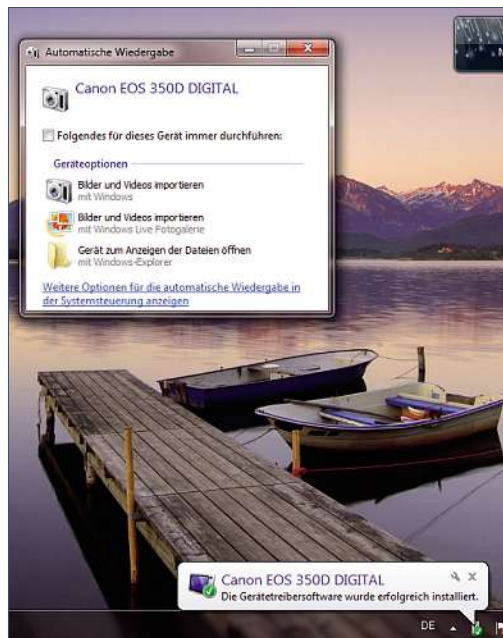 Automatische Wiedergabe
Canon EOS 350D DIGITAL
Folgendes für dieses Gerät immer durchführen:
Geräteoptionen
Bilder und Videos importieren
mit Windows
Bilder und Videos importieren
mit Windows Live Fotogalerie
Gerät zum Anzeigen der Dateien öffnen
mit Windows-Explorer
Weitere Optionen für die automatische Wiedergabe in
der Systemsteuerung anzeigen
Canon EOS 350D DIGITAL
Die Gerätetreibersoftware wurde erfolgreich installiert.
DE